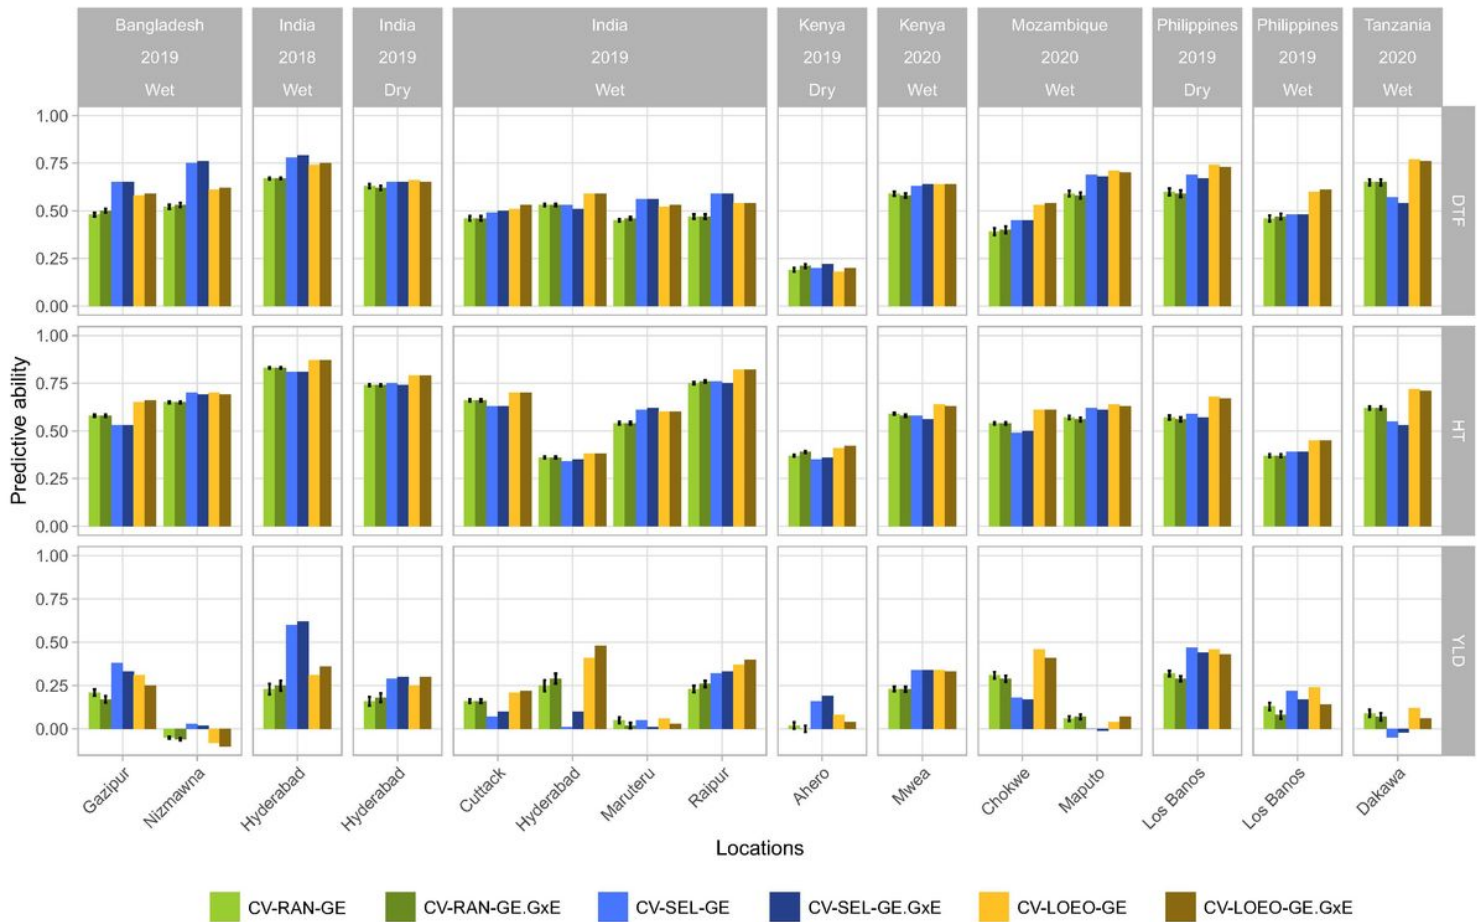 Bangladesh 2019 Wet
India 2018 Wet
India 2019 Dry
India 2019 Wet
Kenya 2019 Dry
Kenya 2020 Wet
Mozambique 2020 Wet
Philippines 2019 Dry
Philippines 2019 Wet
Tanzania 2020 Wet
Predictive ability
1.00
0.75
0.50
0.25
0.00
DTF
1.00
0.75
0.50
0.25
0.00
HT
1.00
0.75
0.50
0.25
0.00
YLD
Gazipur
Nizmawna
Hyderabad
Hyderabad
Cuttack
Hyderabad
Maruteru
Raipur
Ahero
Mwea
Chokwe
Maputo
Los Banos
Los Banos
Dakawa
Locations
CV-RAN-GE CV-RAN-GE.GxE CV-SEL-GE CV-SEL-GE.GxE CV-LOEO-GE CV-LOEO-GE.GxE